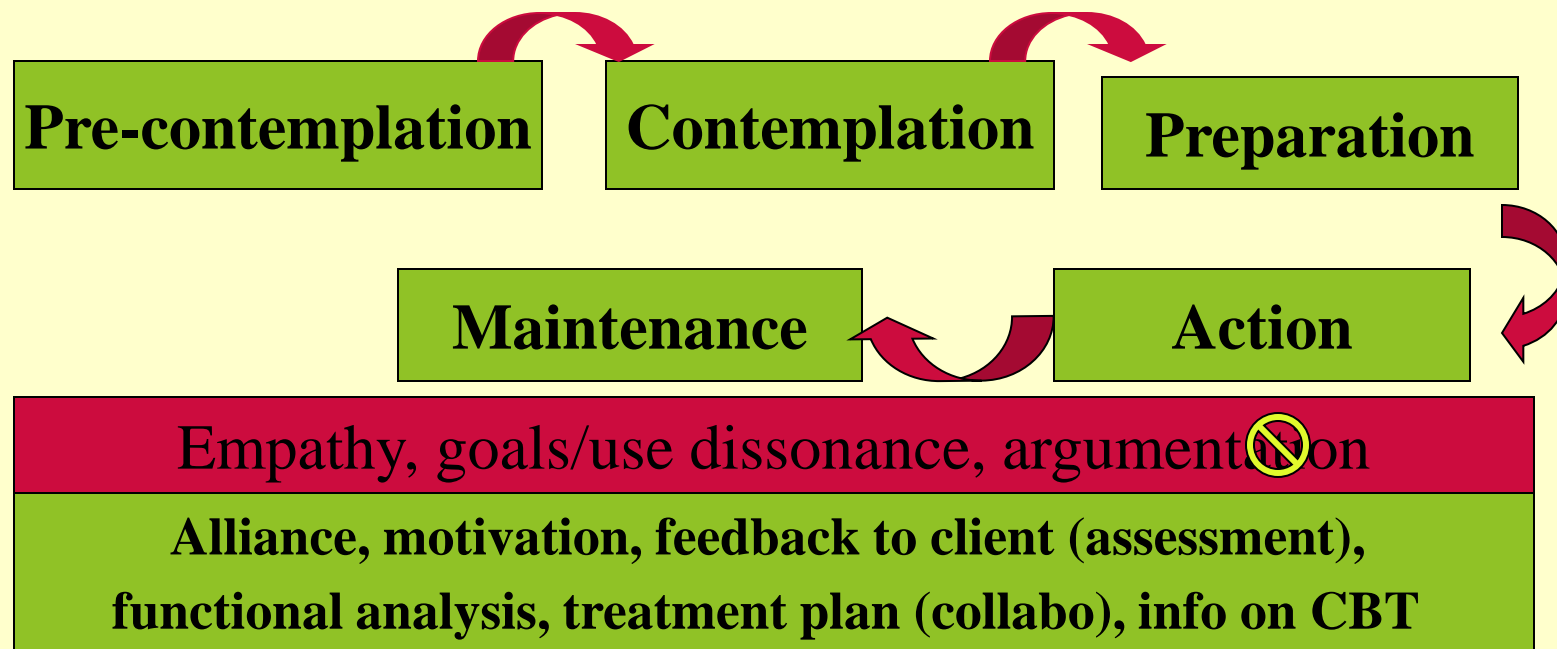 Pre-contemplation
Contemplation
Preparation
Maintenance
Action
Empathy, goals/use dissonance, argumentation
Alliance, motivation, feedback to client (assessment),
functional analysis, treatment plan (collabo), info on CBT